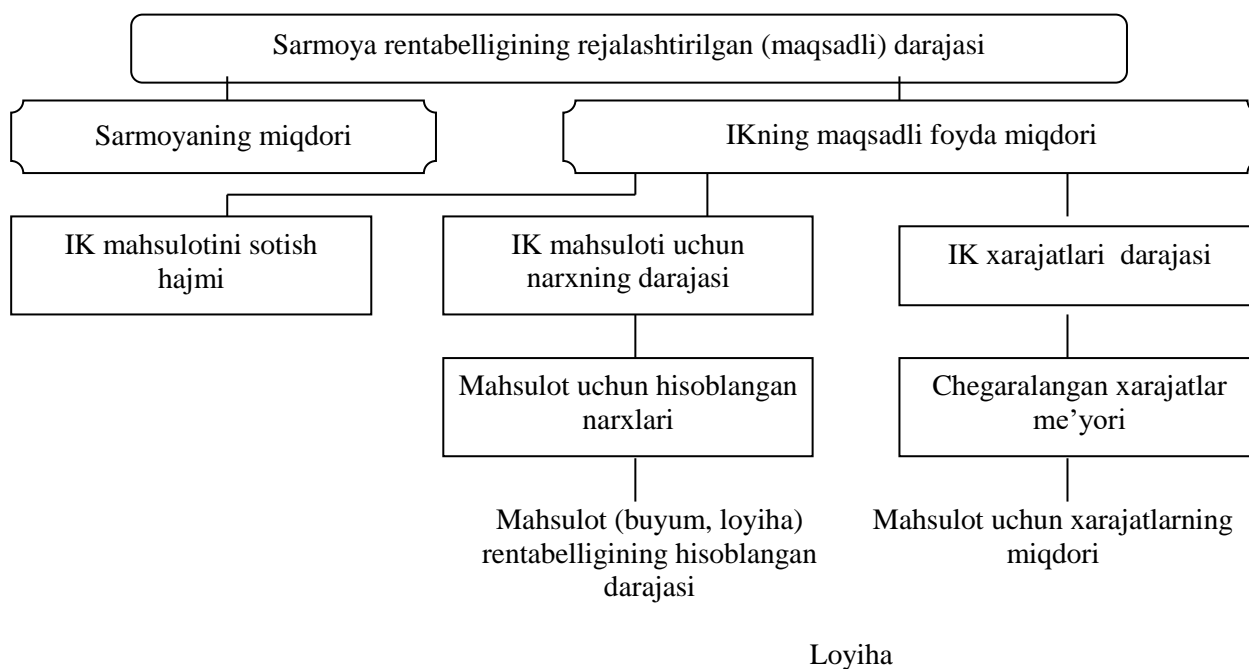 Sarmoya rentabelligining rejalashtirilgan (maqsadli) darajasi
Sarmoyaning miqdori
IKning maqsadli foyda miqdori
IK mahsulotini sotish
hajmi
IK mahsuloti uchun
narxning darajasi
IK xarajatlari darajasi
Mahsulot uchun hisoblangan
narxlari
Chegaralangan xarajatlar
me’yori
Mahsulot (buyum, loyiha)
rentabelligining hisoblangan
darajasi
Mahsulot uchun xarajatlarning
miqdori
Loyiha